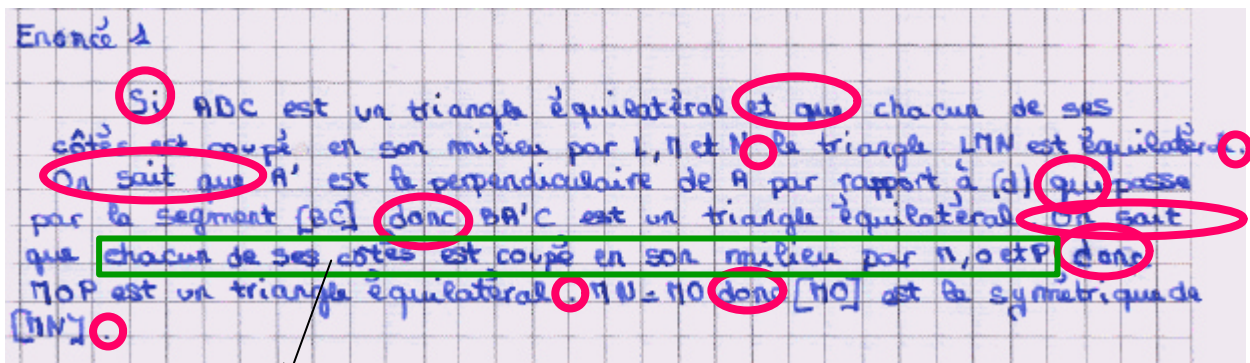 Enoncé 1
Si ABC est un triangle équilatéral et que chacun de ses
côtés est coupé en son milieu par L, M et N le triangle LMN est équilatéral.
On sait que A' est le perpendiculaire de A par rapport à (d) qui passe
par le segment [BC] donc BA'C est un triangle équilatéral. On sait
que chacun de ses côtés est coupé en son milieu par M, O et P donc
MOP est un triangle équilatéral. MN = MO donc [MO] est le symétrique de
[MN].